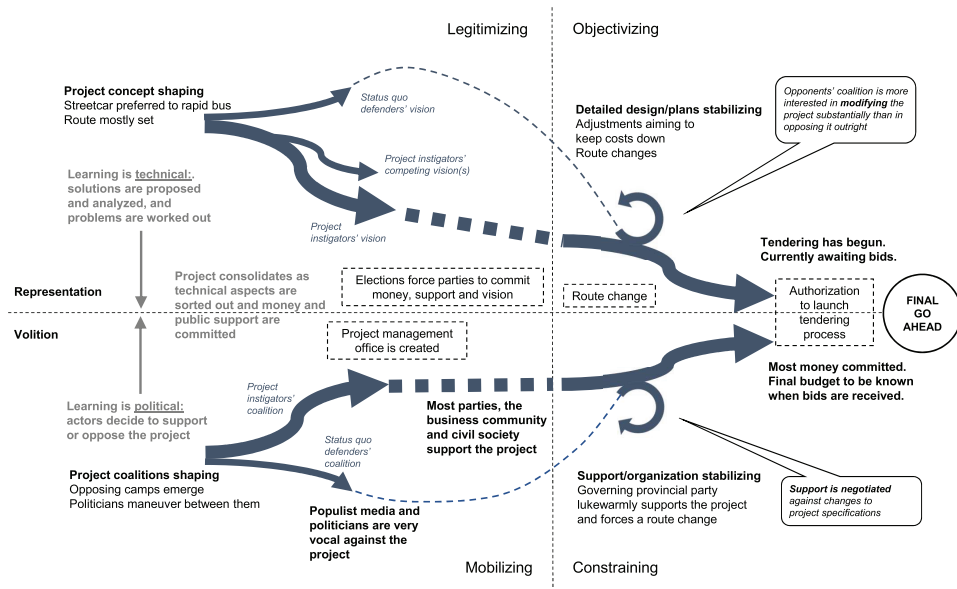 Legitimizing
Objectivizing
Project concept shaping
Streetcar preferred to rapid bus
Route mostly set
Status quo
defenders' vision
Project instigators'
competing vision(s)
Project
instigators' vision
Detailed design/plans stabilizing
Adjustments aiming to
keep costs down
Route changes
Opponents' coalition is more
interested in modifying the
project substantially than in
opposing it outright
Learning is technical:.
solutions are proposed
and analyzed, and
problems are worked out
Tendering has begun.
Currently awaiting bids.
Project consolidates as
technical aspects are
sorted out and money and
public support are
committed
Elections force parties to commit
money, support and vision
Route change
Authorization
to launch
tendering
process
FINAL
GO
AHEAD
Representation
Volition
Project management
office is created
Most money committed.
Final budget to be known
when bids are received.
Learning is political:
actors decide to support
or oppose the project
Project
instigators'
coalition
Status quo
defenders'
coalition
Most parties, the
business community
and civil society
support the project
Project coalitions shaping
Opposing camps emerge
Politicians maneuver between them
Populist media and
politicians are very
vocal against the
project
Support/organization stabilizing
Governing provincial party
lukewarmly supports the project
and forces a route change
Support is negotiated
against changes to
project specifications
Mobilizing
Constraining